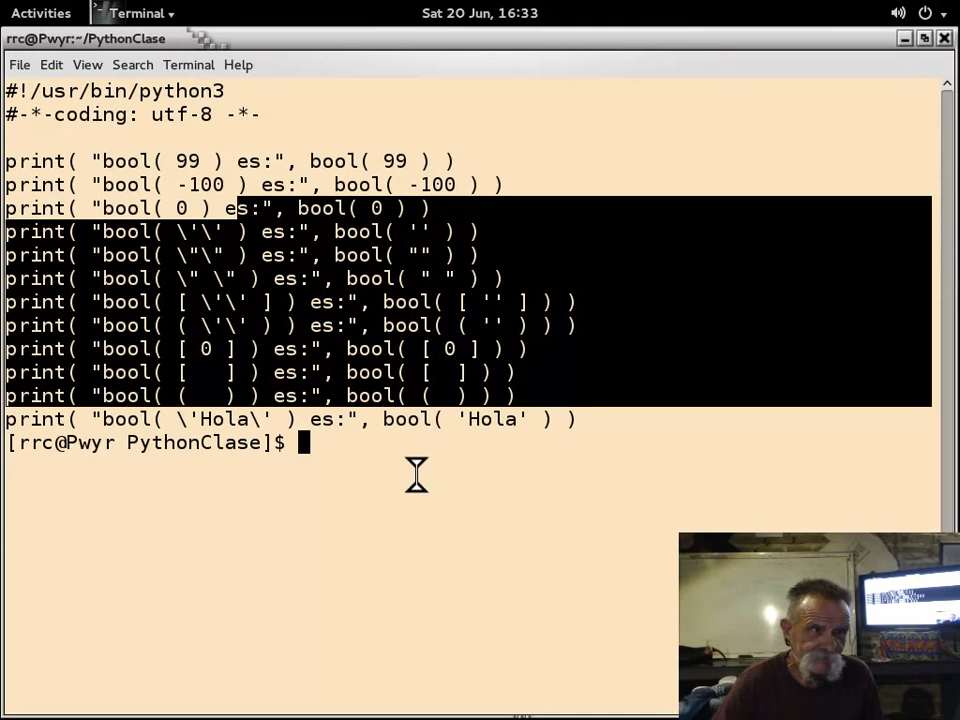 Activities Terminal Sat 20 Jun, 16:33
rrc@Pwyr:~/PythonClase
File Edit View Search Terminal Help
#!/usr/bin/python3
#-*-coding: utf-8 -*-
print( "bool( 99 ) es:", bool( 99 ) )
print( "bool( -100 ) es:", bool( -100 ) )
print( "bool( 0 ) es:", bool( 0 ) )
print( "bool( \'\' ) es:", bool( '' ) )
print( "bool( \"\" ) es:", bool( "" ) )
print( "bool( \" \" ) es:", bool( " " ) )
print( "bool( [ \'\' ] ) es:", bool( [ '' ] ) )
print( "bool( ( \'\' ) ) es:", bool( ( '' ) ) )
print( "bool( [ 0 ] ) es:", bool( [ 0 ] ) )
print( "bool( [   ] ) es:", bool( [  ] ) )
print( "bool( (   ) ) es:", bool( (  ) ) )
print( "bool( \'Hola\' ) es:", bool( 'Hola' ) )
[rrc@Pwyr PythonClase]$